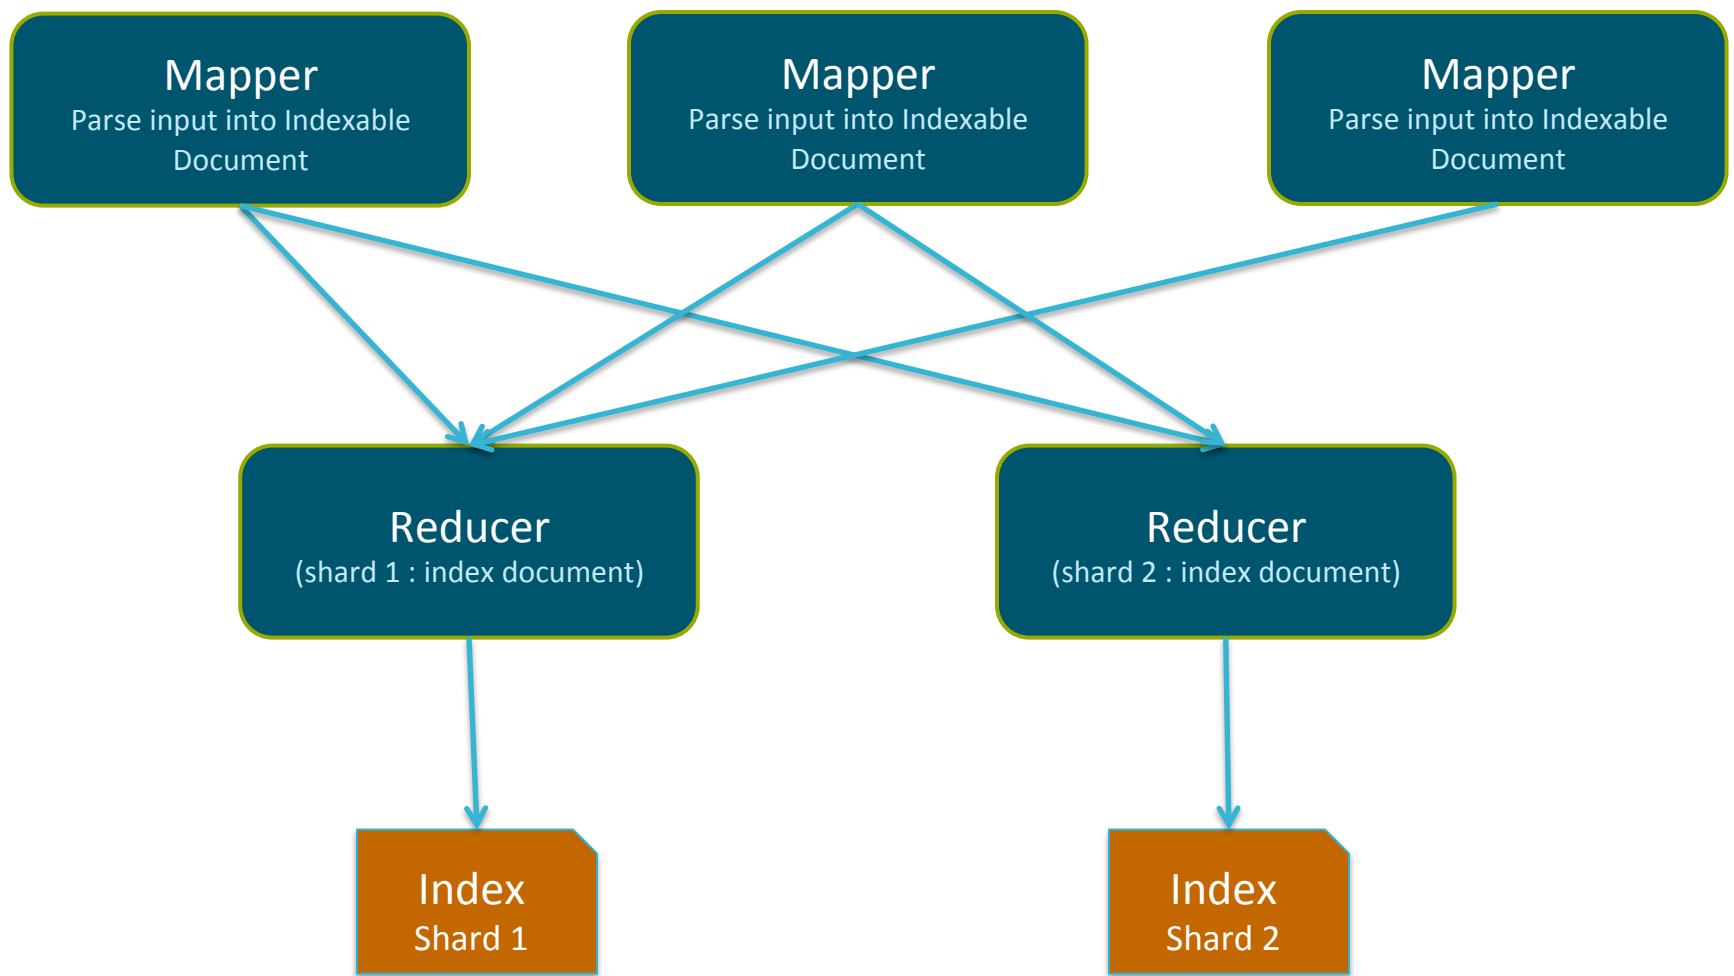 Mapper
Parse input into Indexable
Document
Mapper
Parse input into Indexable
Document
Mapper
Parse input into Indexable
Document
Reducer
(shard 1 : index document)
Reducer
(shard 2 : index document)
Index
Shard 1
Index
Shard 2